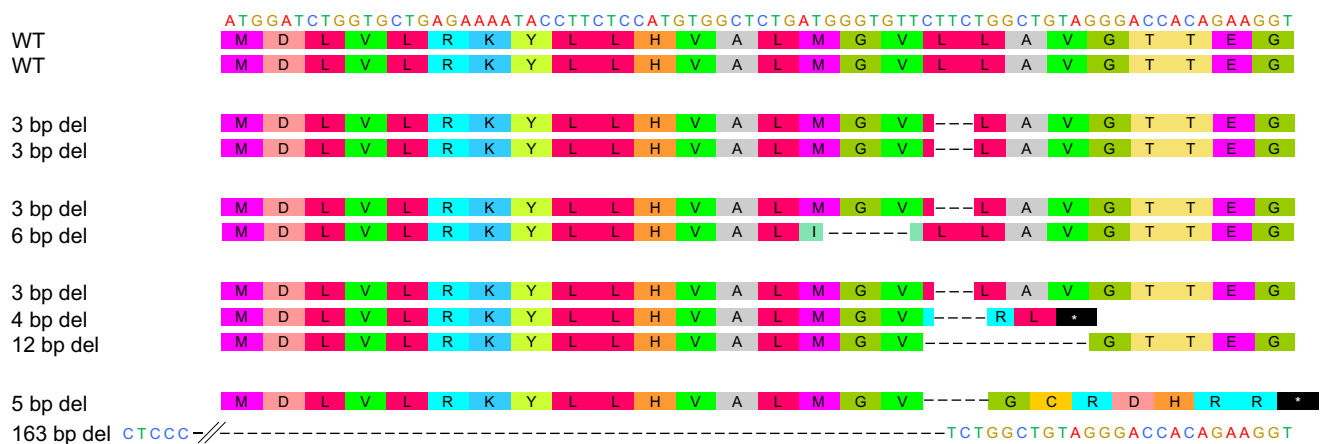 ATGGATCTGGTGCTGAGAAAATACCTTCTCCATGTGGCTCTGATGGGTGTTCTTCTGGCTGTAGGGACCACAGAAGGT
WT M D L V L R K Y L L H V A L M G V L L A V G T T E G
WT M D L V L R K Y L L H V A L M G V L L A V G T T E G
3 bp del M D L V L R K Y L L H V A L M G V --- L A V G T T E G
3 bp del M D L V L R K Y L L H V A L M G V --- L A V G T T E G
3 bp del M D L V L R K Y L L H V A L M G V --- L A V G T T E G
6 bp del M D L V L R K Y L L H V A L I ------ L L A V G T T E G
3 bp del M D L V L R K Y L L H V A L M G V --- L A V G T T E G
4 bp del M D L V L R K Y L L H V A L M G V ---- R L *
12 bp del M D L V L R K Y L L H V A L M G V ------------ G T T E G
5 bp del M D L V L R K Y L L H V A L M G V ----- G C R D H R R *
163 bp del CTCCC -//- TCTGGCTGTAGGGACCACAGAAGGT